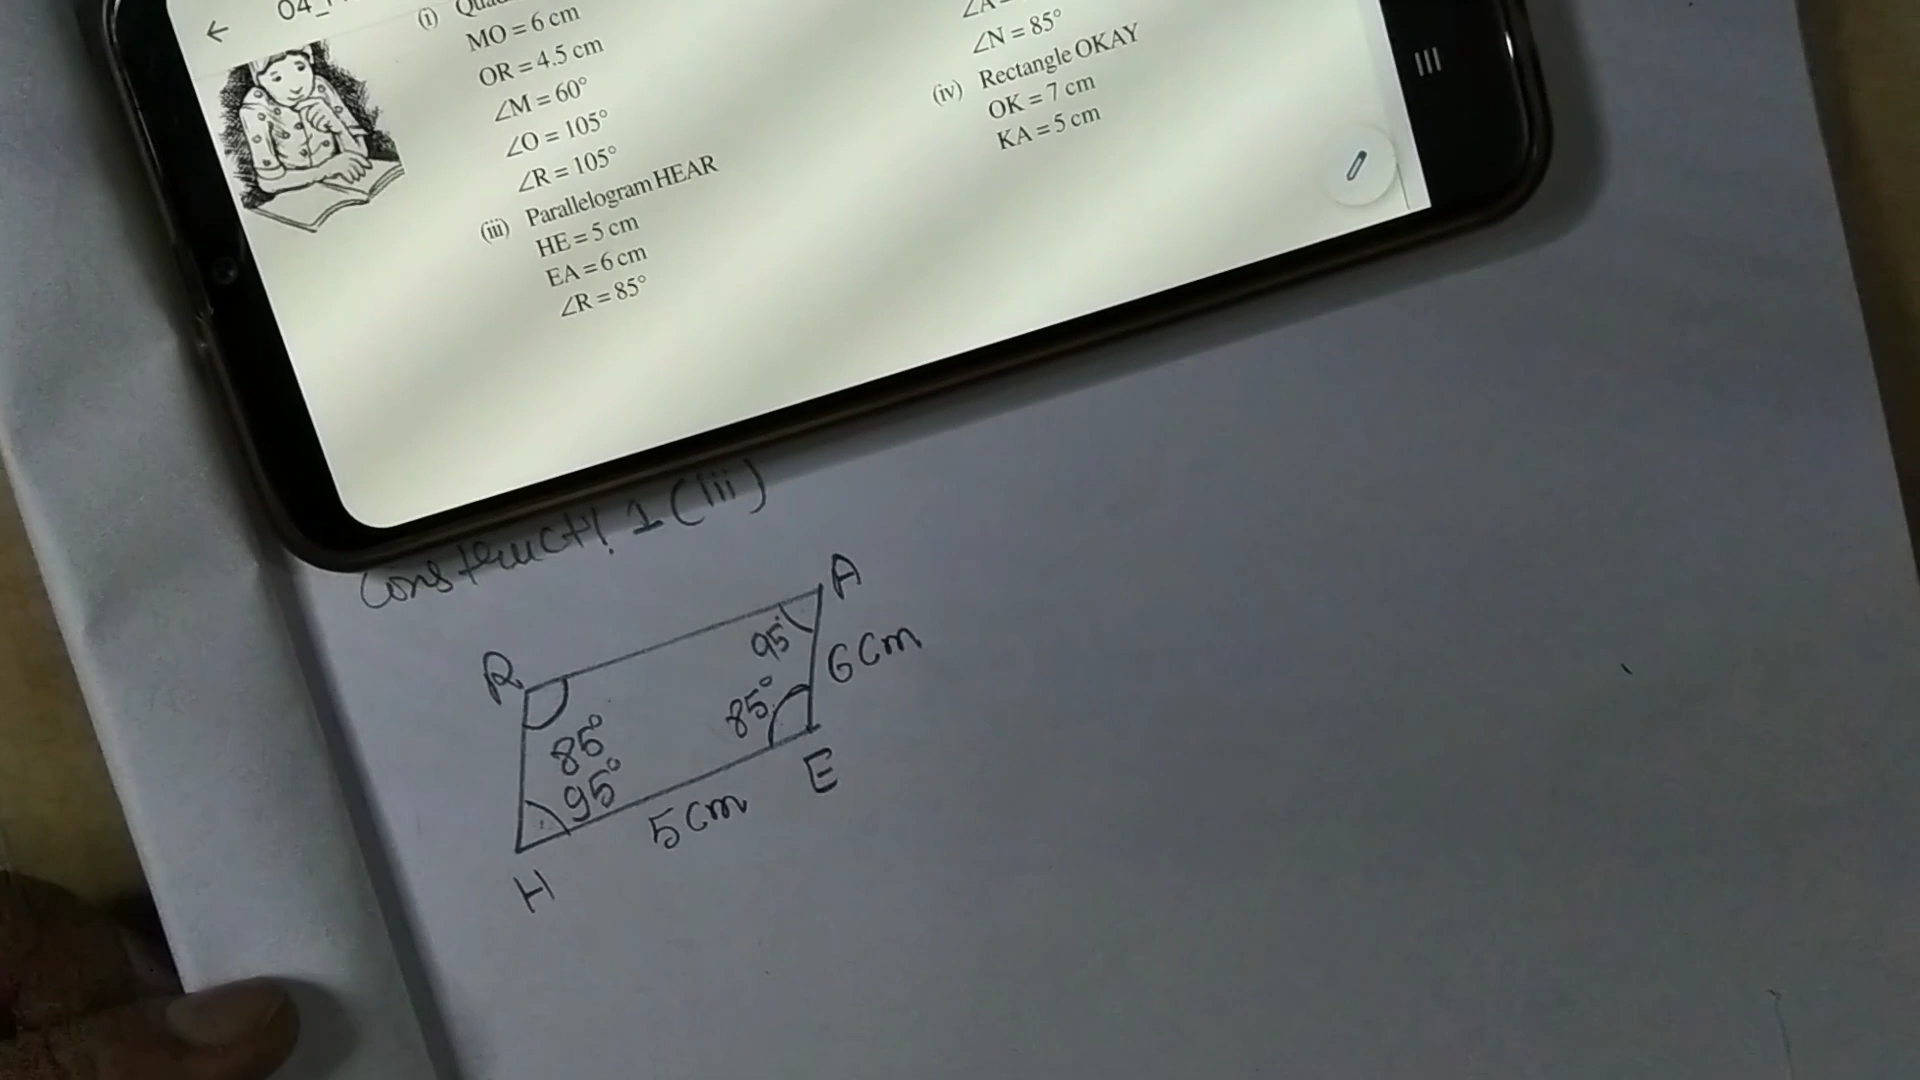 (i)
MO = 6 cm
OR = 4.5 cm
∠M = 60°
∠O = 105°
∠R = 105°
(iii) Parallelogram HEAR
HE = 5 cm
EA = 6 cm
∠R = 85°
∠N = 85°
(iv) Rectangle OKAY
OK = 7 cm
KA = 5 cm
1 (iii)
R
A
95°
6 cm
85°
85°
95°
5 cm
E
H